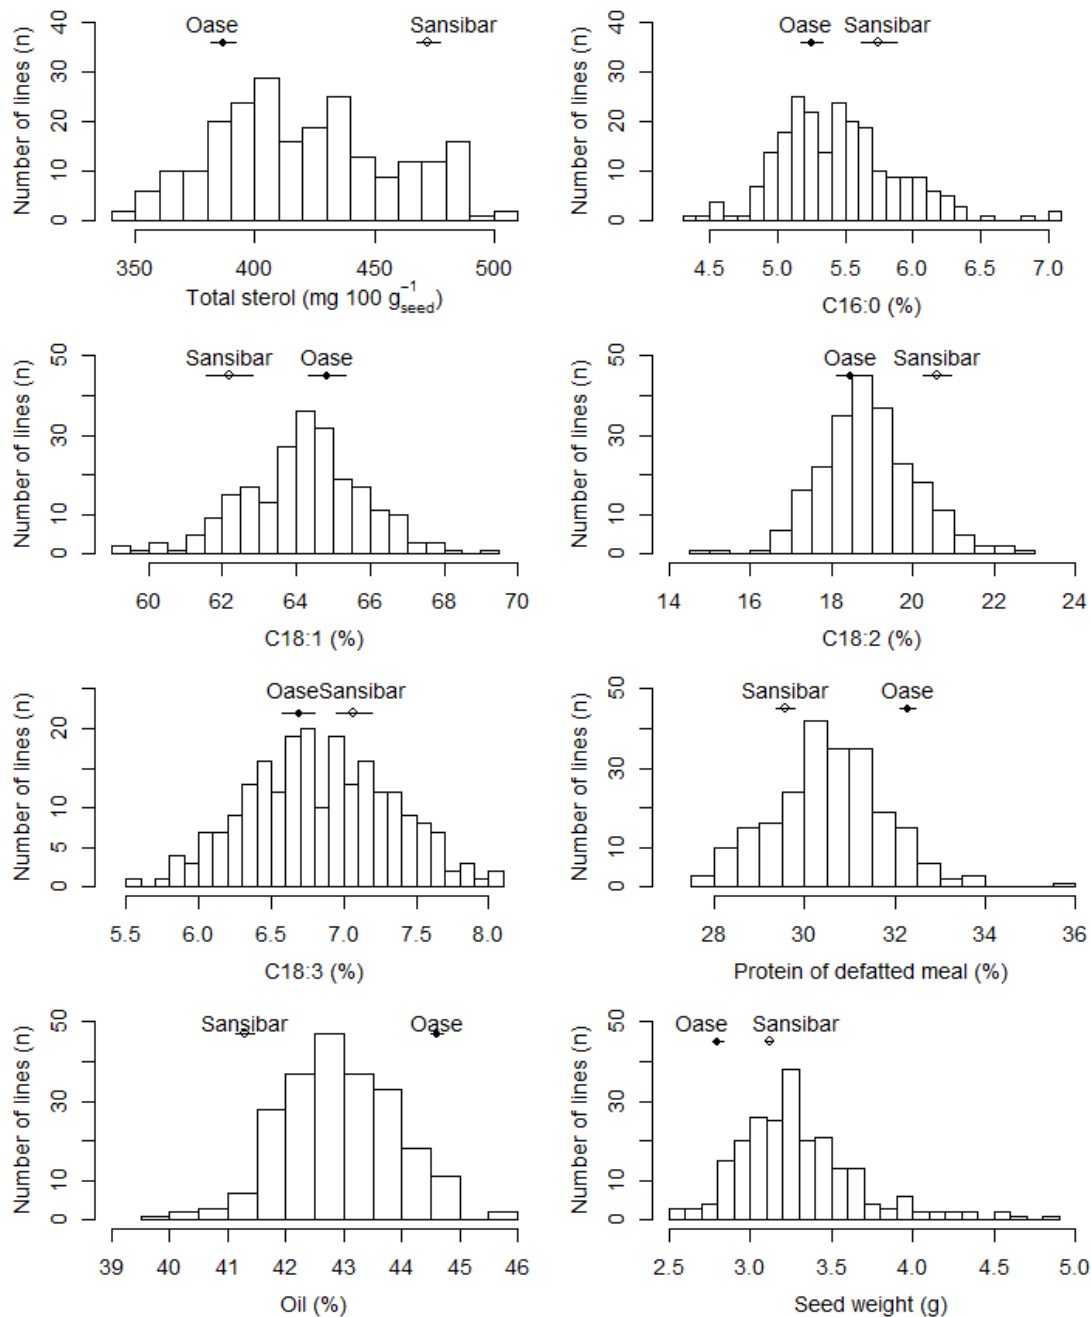 Number of lines (n)
40
30
20
10
0
Oase
Sansibar
350
400
450
500
Total sterol (mg 100 g⁻¹seed)
Number of lines (n)
40
30
20
10
0
Oase
Sansibar
4.5
5.0
5.5
6.0
6.5
7.0
C16:0 (%)
Number of lines (n)
50
30
10
0
Sansibar
Oase
60
62
64
66
68
70
C18:1 (%)
Number of lines (n)
50
30
10
0
Oase
Sansibar
14
16
18
20
22
24
C18:2 (%)
Number of lines (n)
20
10
5
0
Oase
Sansibar
5.5
6.0
6.5
7.0
7.5
8.0
C18:3 (%)
Number of lines (n)
50
30
10
0
Sansibar
Oase
28
30
32
34
36
Protein of defatted meal (%)
Number of lines (n)
50
30
10
0
Sansibar
Oase
39
40
41
42
43
44
45
46
Oil (%)
Number of lines (n)
50
30
10
0
Oase
Sansibar
2.5
3.0
3.5
4.0
4.5
5.0
Seed weight (g)